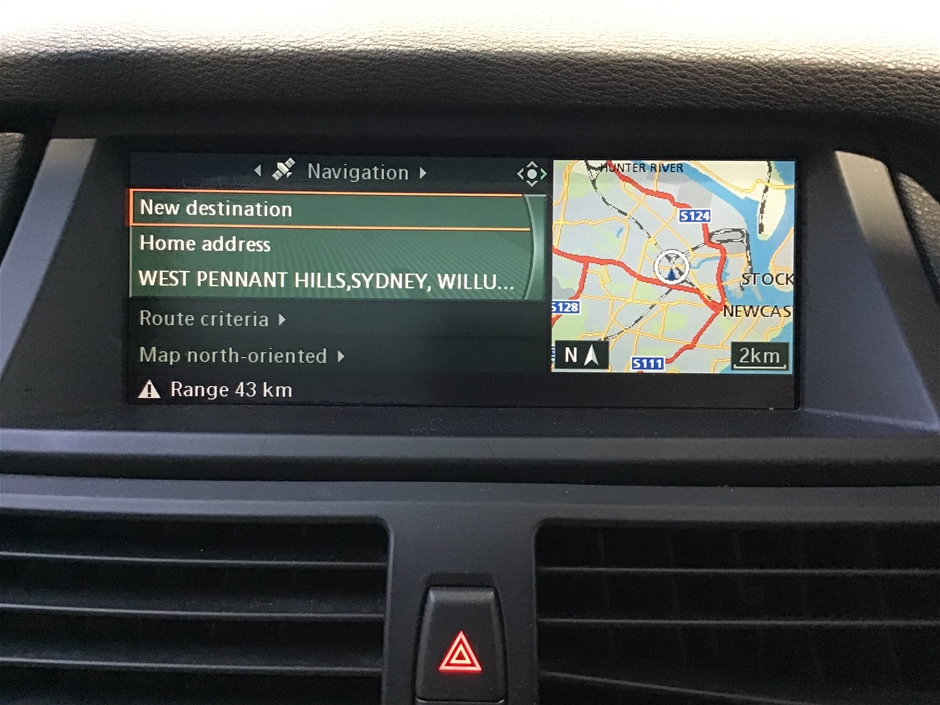 Navigation
New destination
Home address
WEST PENNANT HILLS,SYDNEY, WILLU...
Route criteria
Map north-oriented
Range 43 km
HUNTER RIVER
S124
STOCK
S128
NEWCAS
N
S111
2km